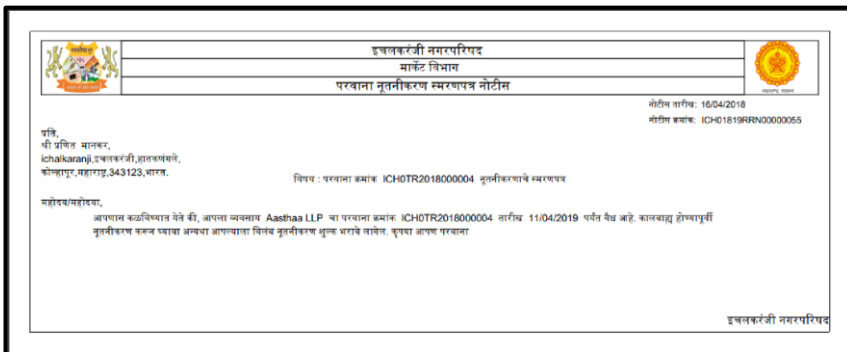 इचलकरंजी नगरपरिषद
मार्केट विभाग
परवाना नूतनीकरण स्मरणपत्र नोटीस
महाराष्ट्र शासन
नोटीस तारीख: 16/04/2018
नोटीस क्रमांक: ICH01819RRN00000055
प्रति,
श्री प्रणित मानकर,
ichalkaranji,इचलकरंजी,हातकणंगले,
कोल्हापूर,महाराष्ट्र,343123,भारत.
विषय : परवाना क्रमांक ICH0TR2018000004 नूतनीकरणाचे स्मरणपत्र
महोदय/महोदया,
आपणास कळविण्यात येते की, आपला व्यवसाय Aasthaa LLP चा परवाना क्रमांक ICH0TR2018000004 तारीख 11/04/2019 पर्यंत वैध आहे. कालबाह्य होण्यापूर्वी
नूतनीकरण करून घ्यावा अन्यथा आपल्याला विलंब नूतनीकरण शुल्क भरावे लागेल. कृपया आपण परवाना
इचलकरंजी नगरपरिषद